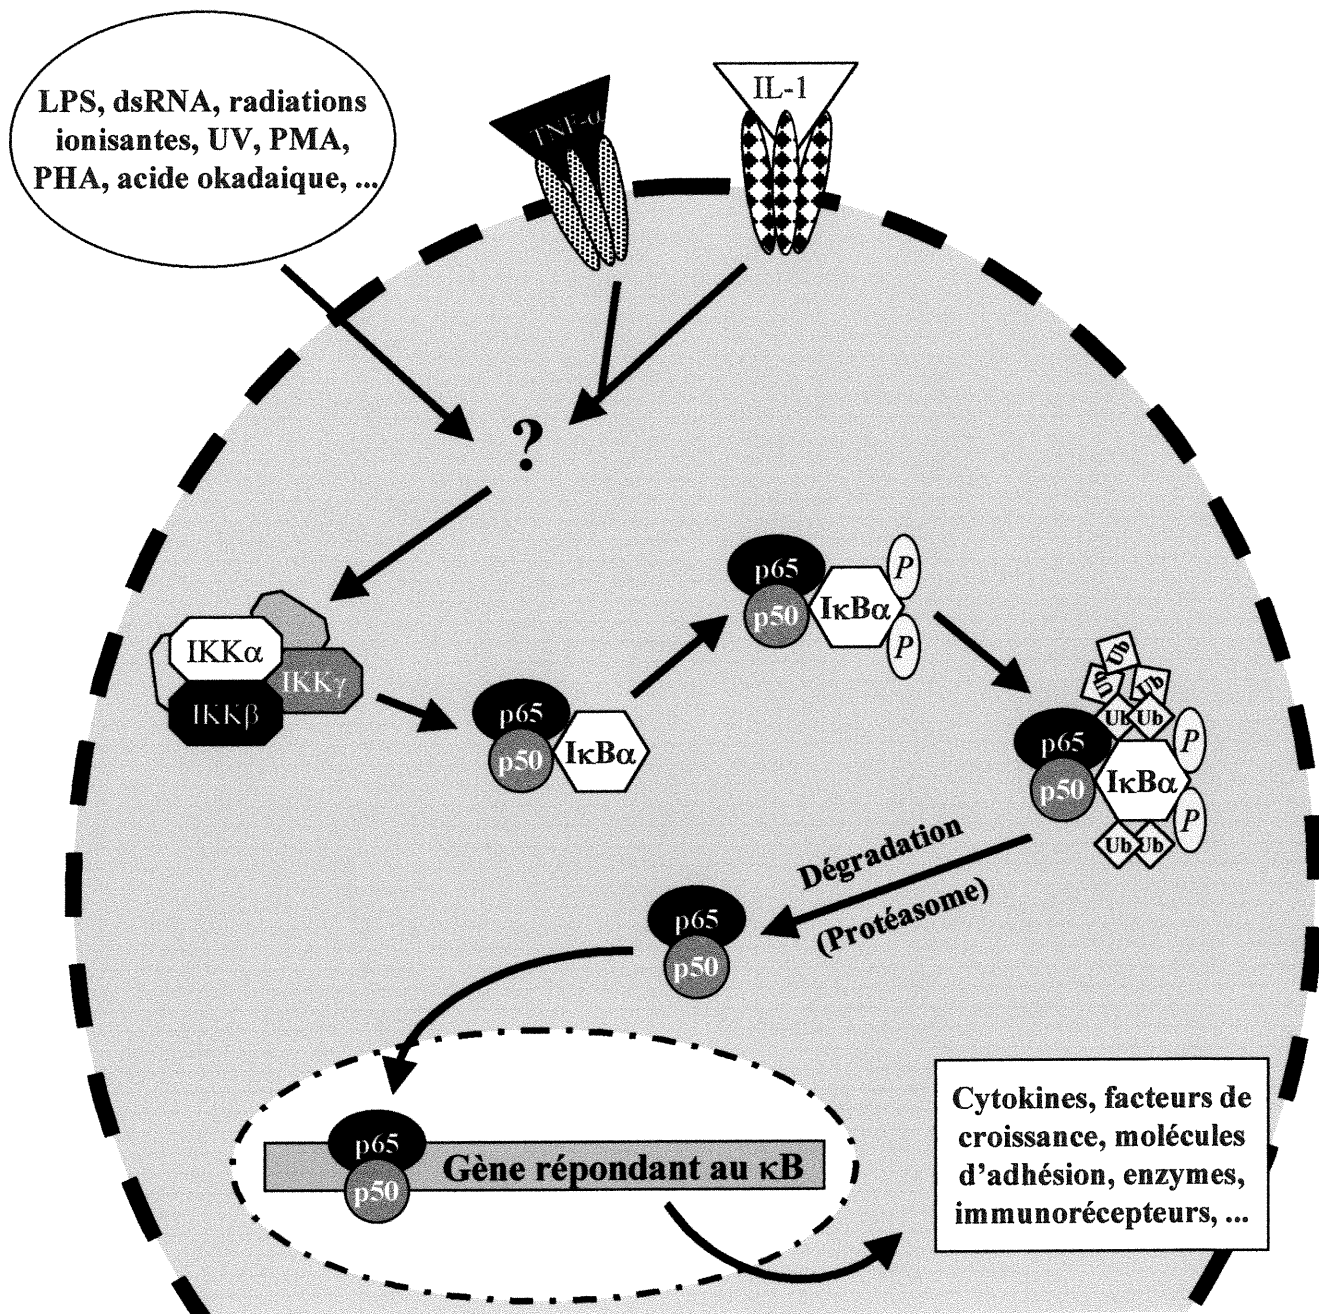 LPS, dsRNA, radiations
ionisantes, UV, PMA,
PHA, acide okadaique, ...
TNF-α
IL-1
?
IKKα
IKKγ
IKKβ
p65
p50
IκBα
p65
p50
IκBα
P
P
Ub
Ub
Ub
Ub
Ub
p65
p50
IκBα
P
P
Ub
Ub
Dégradation
(Protéasome)
p65
p50
p65
p50
Gène répondant au κB
Cytokines, facteurs de
croissance, molécules
d'adhésion, enzymes,
immunorécepteurs, ...